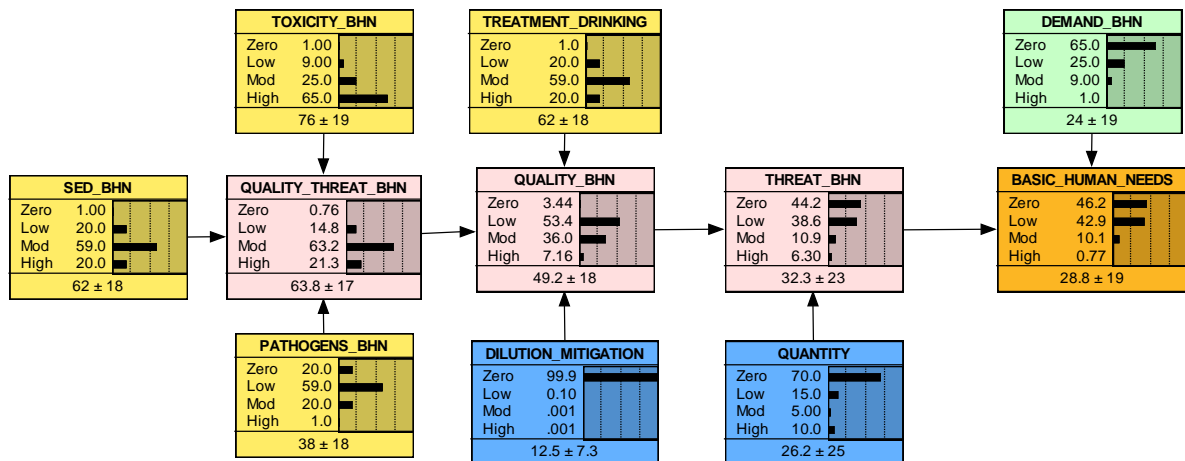 TOXICITY_BHN
Zero 1.00
Low 9.00
Mod 25.0
High 65.0
76 ± 19
TREATMENT_DRINKING
Zero 1.0
Low 20.0
Mod 59.0
High 20.0
62 ± 18
DEMAND_BHN
Zero 65.0
Low 25.0
Mod 9.00
High 1.0
24 ± 19
SED_BHN
Zero 1.00
Low 20.0
Mod 59.0
High 20.0
62 ± 18
QUALITY_THREAT_BHN
Zero 0.76
Low 14.8
Mod 63.2
High 21.3
63.8 ± 17
QUALITY_BHN
Zero 3.44
Low 53.4
Mod 36.0
High 7.16
49.2 ± 18
THREAT_BHN
Zero 44.2
Low 38.6
Mod 10.9
High 6.30
32.3 ± 23
BASIC_HUMAN_NEEDS
Zero 46.2
Low 42.9
Mod 10.1
High 0.77
28.8 ± 19
PATHOGENS_BHN
Zero 20.0
Low 59.0
Mod 20.0
High 1.0
38 ± 18
DILUTION_MITIGATION
Zero 99.9
Low 0.10
Mod .001
High .001
12.5 ± 7.3
QUANTITY
Zero 70.0
Low 15.0
Mod 5.00
High 10.0
26.2 ± 25